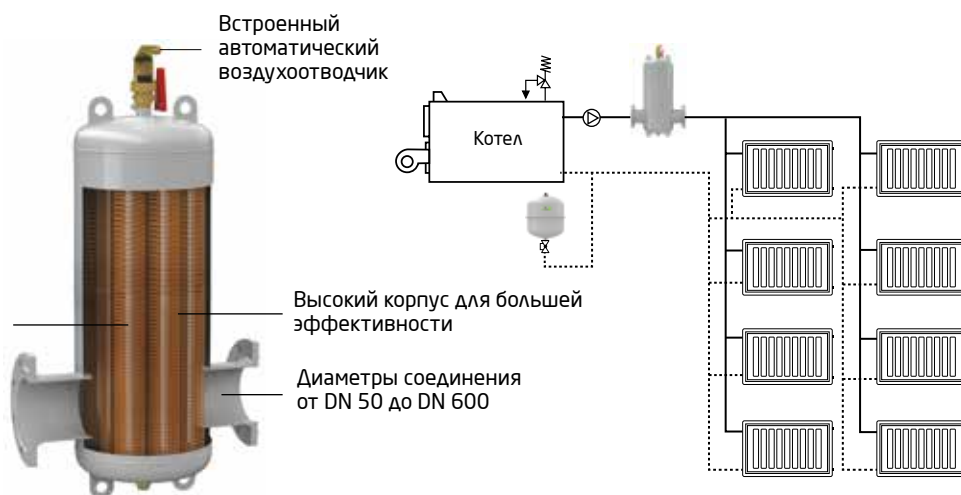 Встроенный
автоматический
воздухоотводчик
Котел
Высокий корпус для большей
эффективности
Диаметры соединения
от DN 50 до DN 600